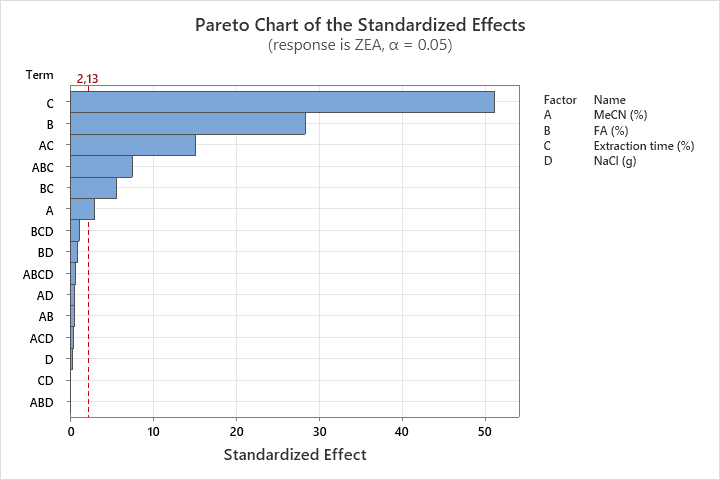 Pareto Chart of the Standardized Effects
(response is ZEA, α = 0.05)
Term
2,13
C
B
AC
ABC
BC
A
BCD
BD
ABCD
AD
AB
ACD
D
CD
ABD
0 10 20 30 40 50
Standardized Effect
Factor Name
A MeCN (%)
B FA (%)
C Extraction time (%)
D NaCl (g)